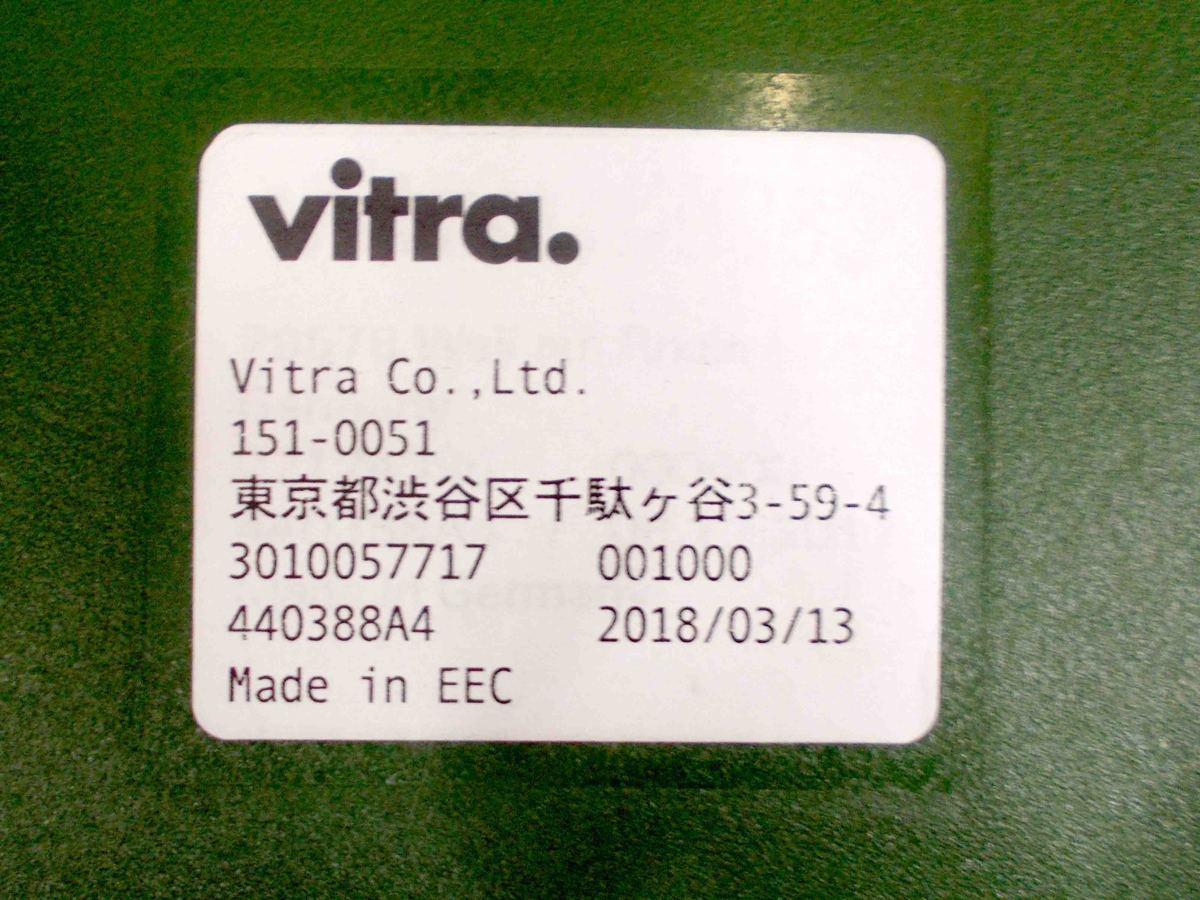 vitra.
Vitra Co.,Ltd.
151-0051
東京都渋谷区千駄ヶ谷3-59-4
3010057717 001000
440388A4 2018/03/13
Made in EEC